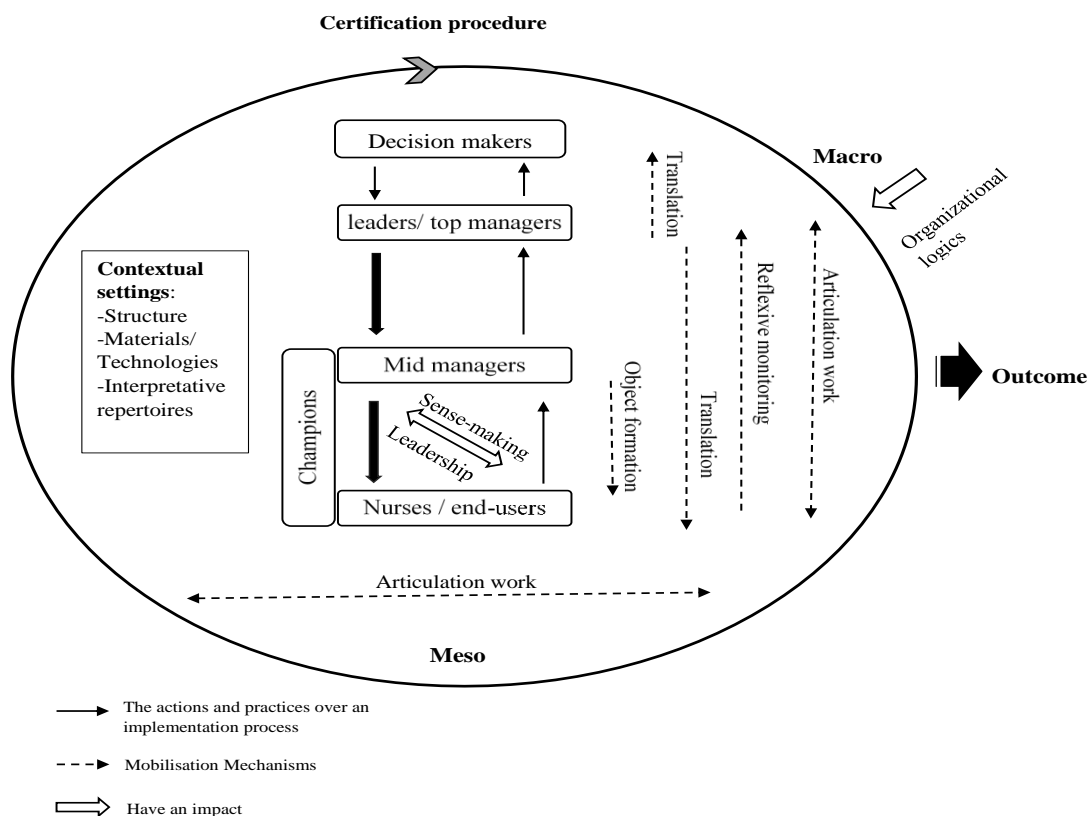 Certification procedure
Decision makers
Macro
Translation
leaders/ top managers
Organizational
logics
Contextual
settings:
-Structure
-Materials/
Technologies
-Interpretative
repertoires
Reflexive monitoring
Articulation work
Mid managers
Object formation
Outcome
Champions
Sense-making
Leadership
Translation
Nurses / end-users
Articulation work
Meso
The actions and practices over an
implementation process
Mobilisation Mechanisms
Have an impact